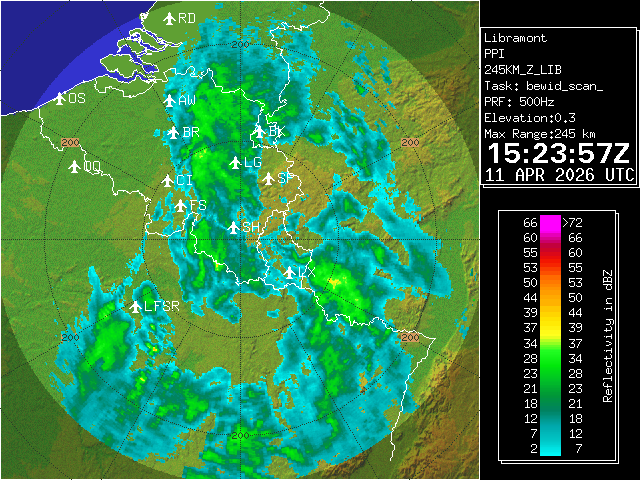 RD
200
OS
AW
BR
BK
200
200
QQ
LG
CI
SP
FS
SH
LX
LFSR
200
200
200
Libramont
PPI
245KM_Z_LIB
Task: bewid_scan_
PRF: 500Hz
Elevation:0.3
Max Range:245 km
15:23:57Z
11 APR 2026 UTC
66 >72
60 66
55 60
53 55
50 53
44 50
39 44
37 39
34 37
28 34
23 28
21 23
18 21
12 18
7 12
2 7
Reflectivity in dBZ